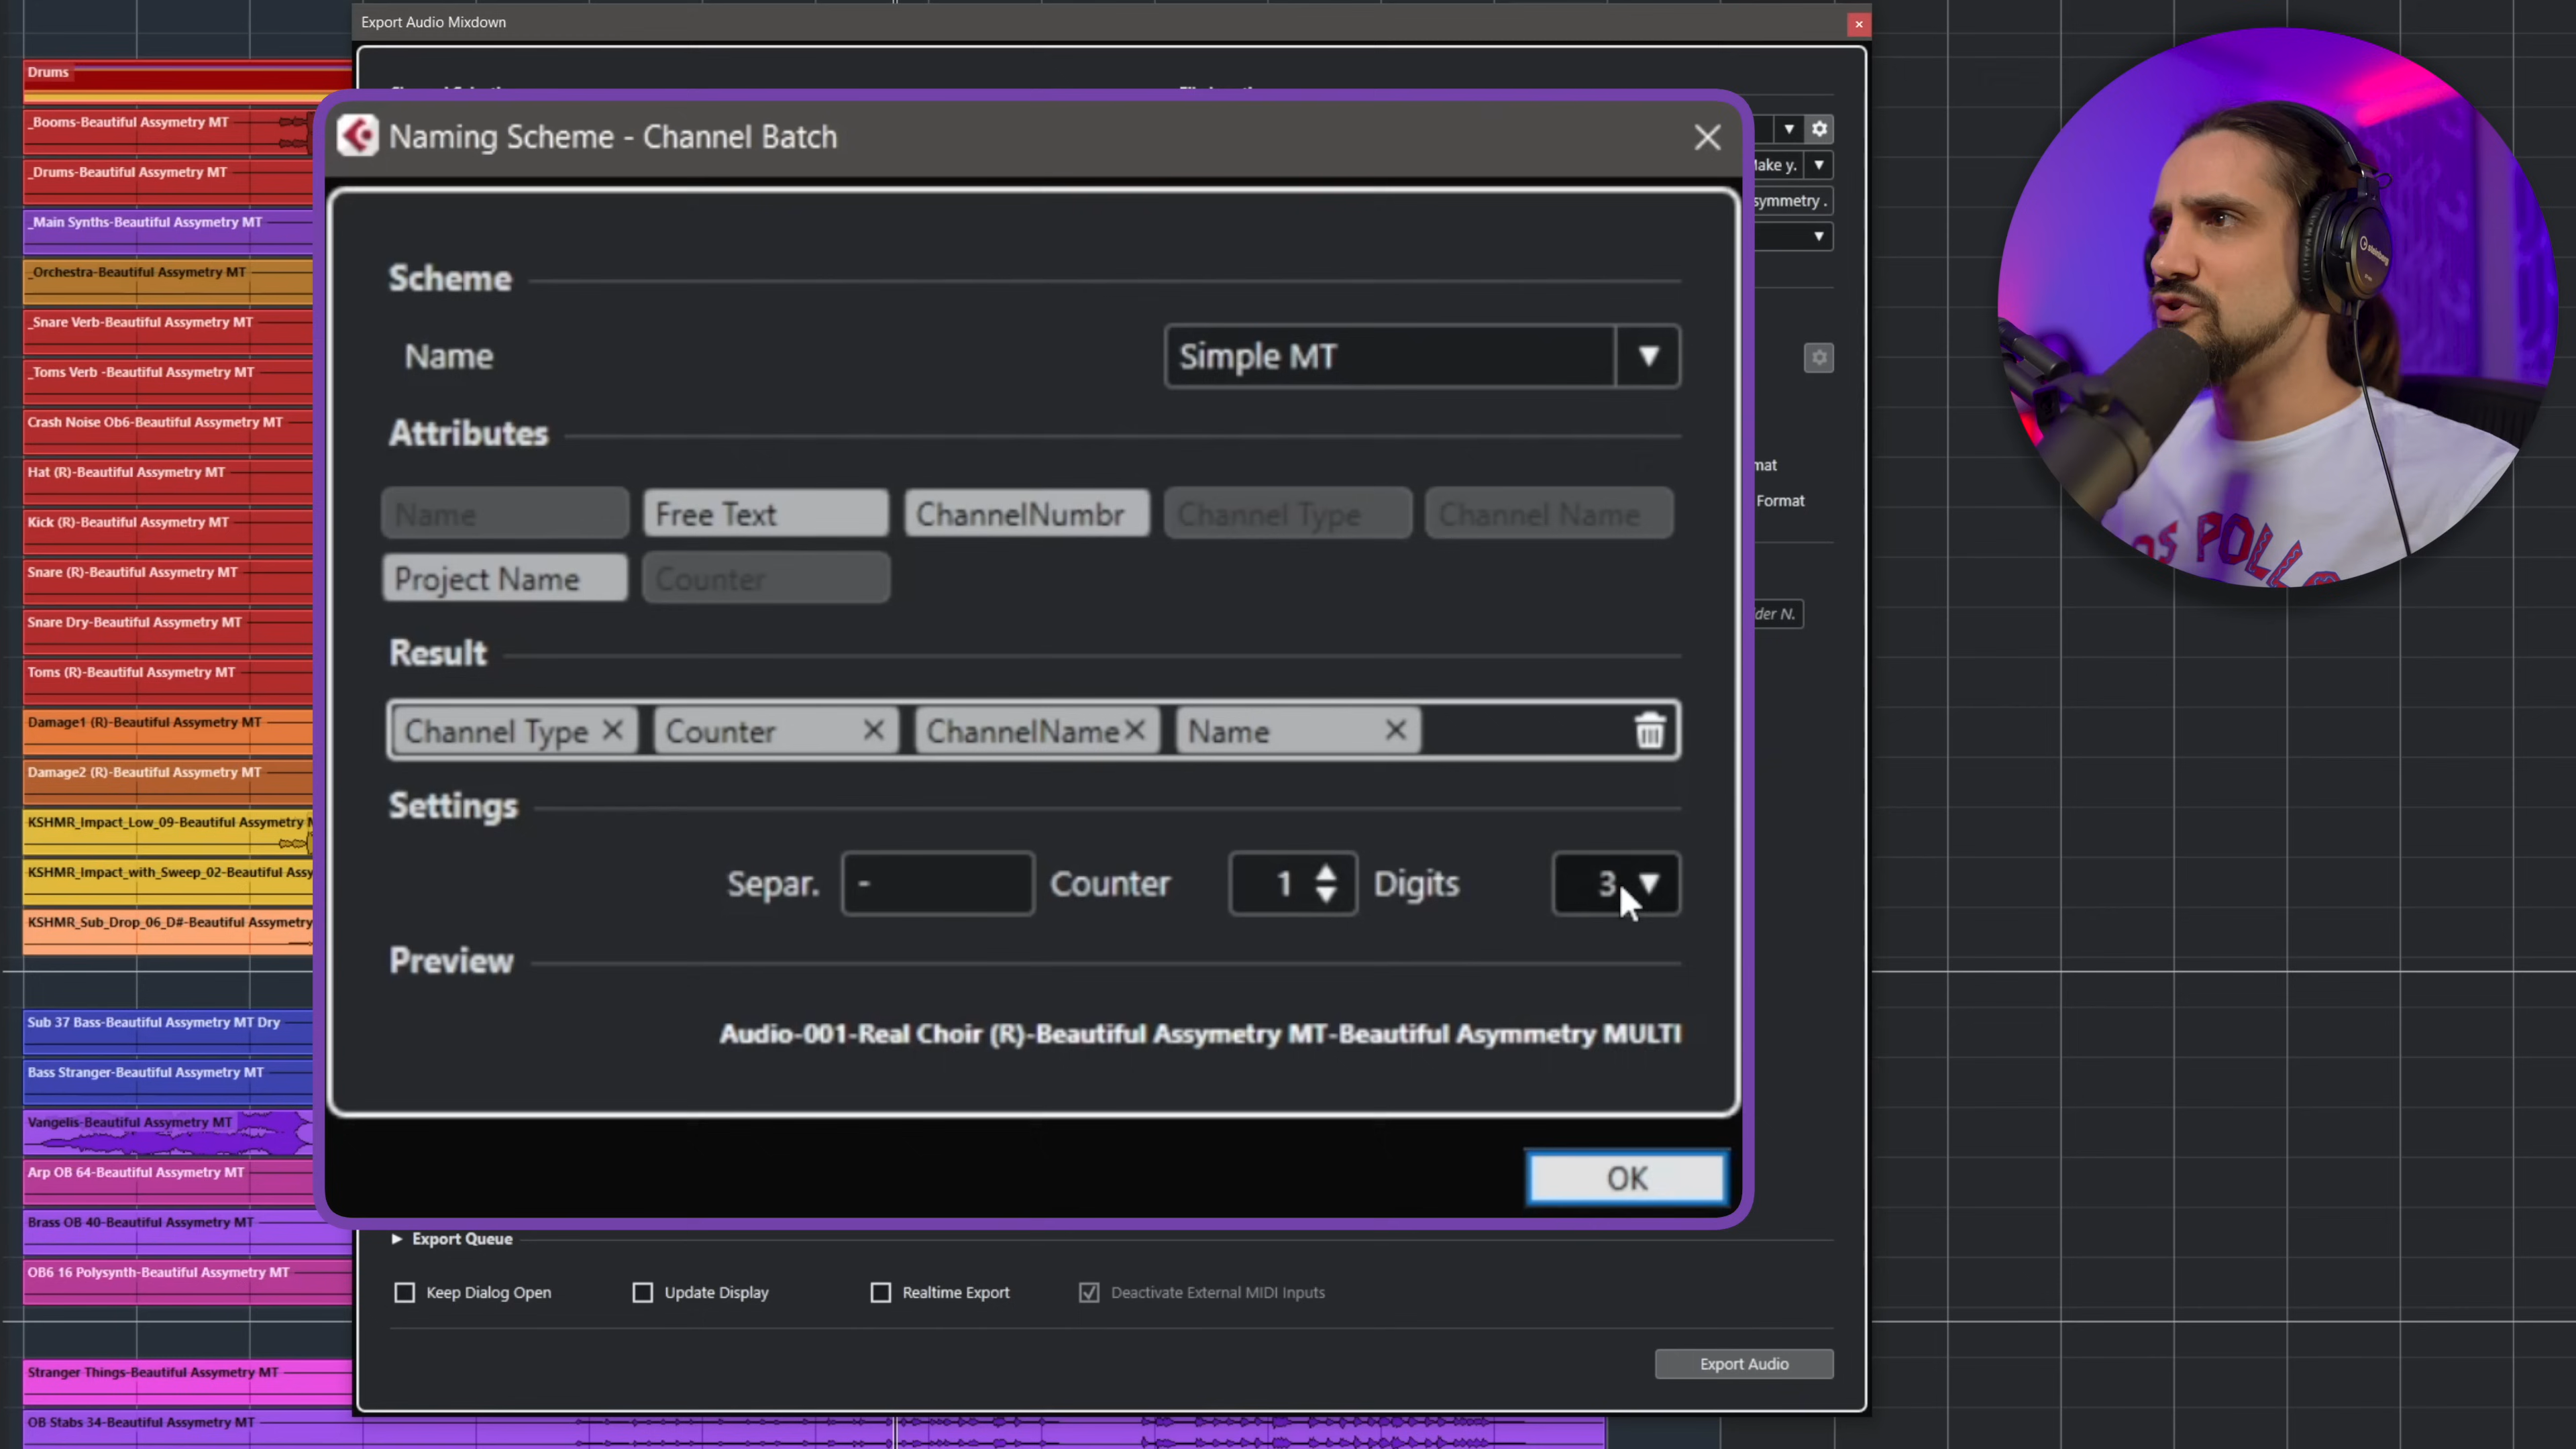 Export Audio Mixdown
Drums
_Booms-Beautiful Assymetry MT
_Drums-Beautiful Assymetry MT
_Main Synths-Beautiful Assymetry MT
_Orchestra-Beautiful Assymetry MT
_Snare Verb-Beautiful Assymetry MT
_Toms Verb -Beautiful Assymetry MT
Crash Noise Ob6-Beautiful Assymetry MT
Hat (R)-Beautiful Assymetry MT
Kick (R)-Beautiful Assymetry MT
Snare (R)-Beautiful Assymetry MT
Snare Dry-Beautiful Assymetry MT
Toms (R)-Beautiful Assymetry MT
Damage1 (R)-Beautiful Assymetry MT
Damage2 (R)-Beautiful Assymetry MT
KSHMR_Impact_Low_09-Beautiful Assymetry
KSHMR_Impact_with_Sweep_02-Beautiful Assy
KSHMR_Sub_Drop_06_D#-Beautiful Assymetry
Sub 37 Bass-Beautiful Assymetry MT Dry
Bass Stranger-Beautiful Assymetry MT
Vangelis-Beautiful Assymetry MT
Arp OB 64-Beautiful Assymetry MT
Brass OB 40-Beautiful Assymetry MT
OB6 16 Polysynth-Beautiful Assymetry MT
Stranger Things-Beautiful Assymetry MT
OB Stabs 34-Beautiful Assymetry MT
Naming Scheme - Channel Batch
Scheme
Name Simple MT
Attributes
Name Free Text ChannelNumbr Channel Type Channel Name
Project Name Counter
Result
Channel Type Counter ChannelName Name
Settings
Separ. - Counter 1 Digits 3
Preview
Audio-001-Real Choir (R)-Beautiful Assymetry MT-Beautiful Asymmetry MULTI
OK
ake y.
symmetry .
mat
Format
der N.
Export Queue
Keep Dialog Open Update Display Realtime Export Deactivate External MIDI Inputs
Export Audio
steinberg
OS POLLO